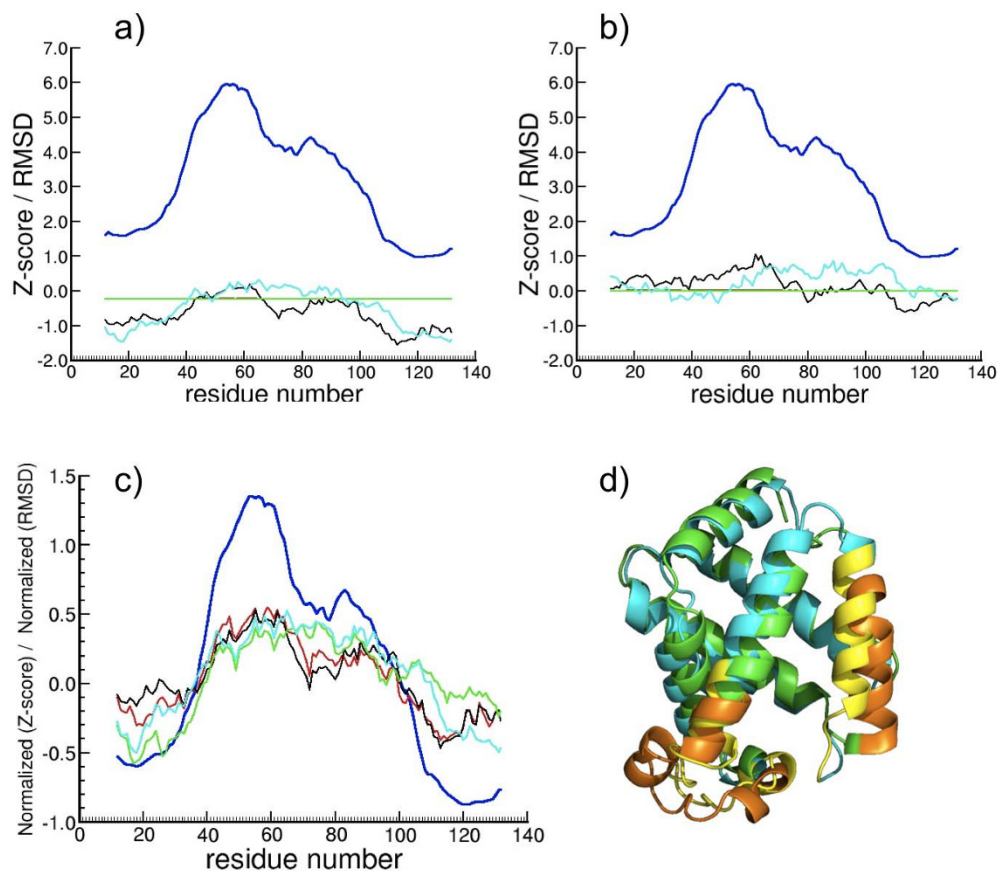 a)
Z-score / RMSD
7.0
6.0
5.0
4.0
3.0
2.0
1.0
0.0
-1.0
-2.0
0 20 40 60 80 100 120 140
residue number
b)
Z-score / RMSD
7.0
6.0
5.0
4.0
3.0
2.0
1.0
0.0
-1.0
-2.0
0 20 40 60 80 100 120 140
residue number
c)
Normalized (Z-score) / Normalized (RMSD)
1.5
1.0
0.5
0.0
-0.5
-1.0
0 20 40 60 80 100 120 140
residue number
d)